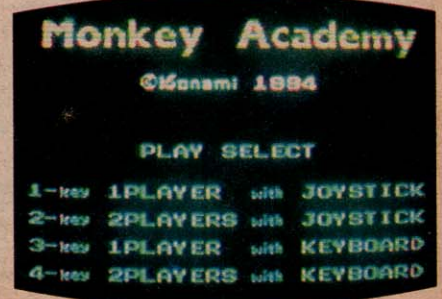 Monkey Academy
©Konami 1984
PLAY SELECT
1-key 1PLAYER with JOYSTICK
2-key 2PLAYERS with JOYSTICK
3-key 1PLAYER with KEYBOARD
4-key 2PLAYERS with KEYBOARD